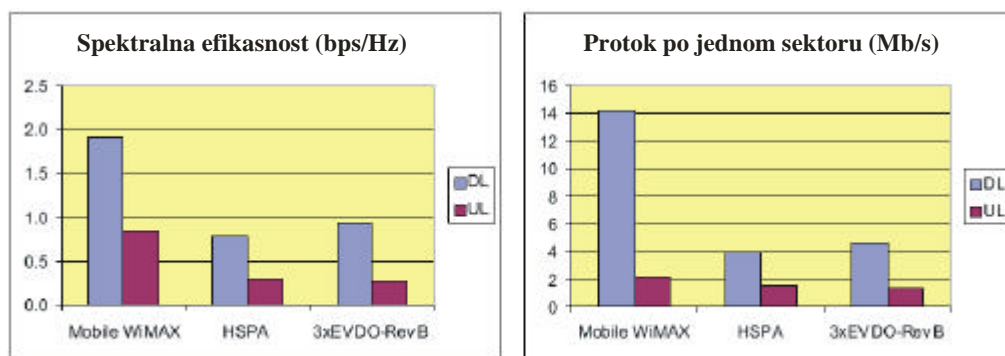 Spektralna efikasnost (bps/Hz)
2.5
2.0
1.5
1.0
0.5
0.0
Mobile WiMAX HSPA 3xEVDO-Rev B
DL
UL
Protok po jednom sektoru (Mb/s)
16
14
12
10
8
6
4
2
0
Mobile WiMAX HSPA 3xEVDO-Rev B
DL
UL